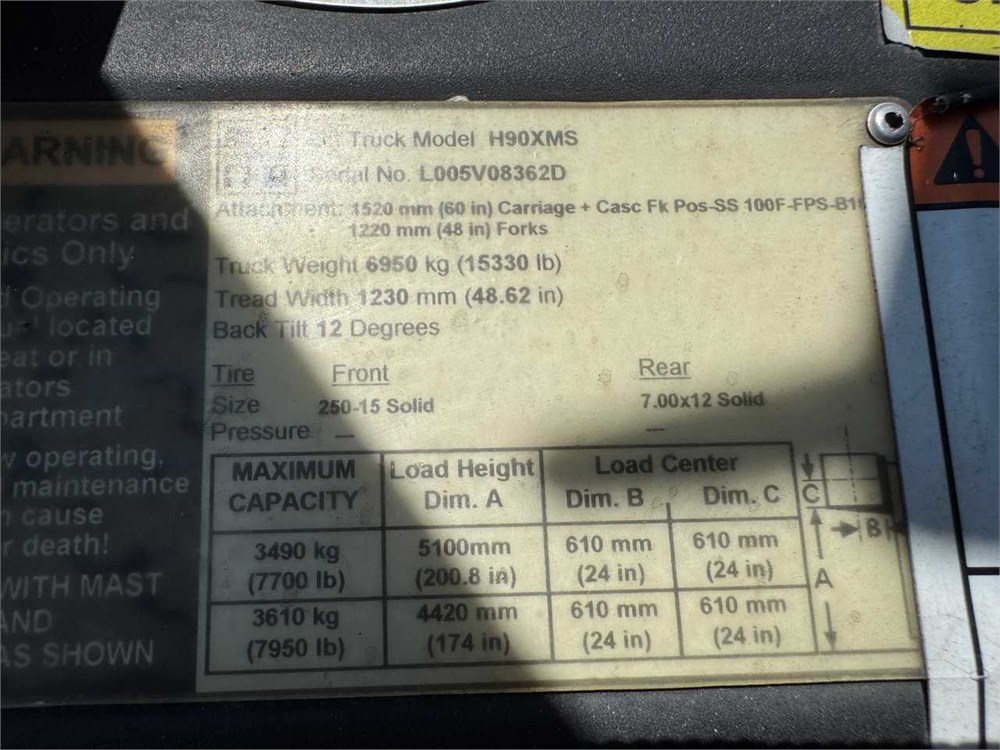 ARNING
erators and
ics Only
d Operating
ual located
eat or in
ators
partment
w operating,
maintenance
n cause
r death!
WITH MAST
AND
AS SHOWN
Truck Model H90XMS
Serial No. L005V08362D
Attachment: 1520 mm (60 in) Carriage + Casc Fk Pos-SS 100F-FPS-B1
1220 mm (48 in) Forks
Truck Weight 6950 kg (15330 lb)
Tread Width 1230 mm (48.62 in)
Back Tilt 12 Degrees
Tire Front Rear
Size 250-15 Solid 7.00x12 Solid
Pressure --- ---
MAXIMUM CAPACITY Load Height Dim. A Load Center
Dim. B Dim. C
3490 kg 5100mm 610 mm 610 mm
(7700 lb) (200.8 in) (24 in) (24 in)
3610 kg 4420 mm 610 mm 610 mm
(7950 lb) (174 in) (24 in) (24 in)
C
B
A